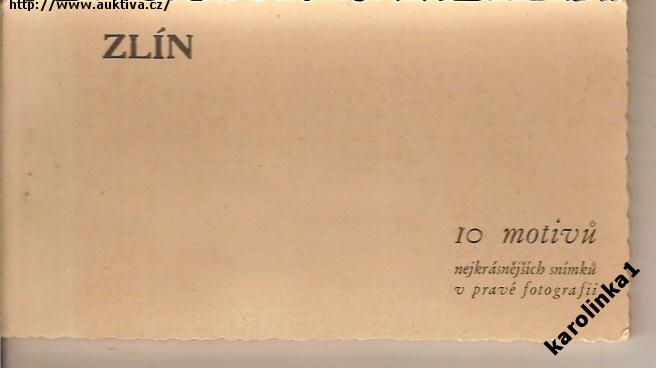 http://www.auktiva.cz/
ZLÍN
10 motivů
nejkrásnějších snímků
v pravé fotografii
karolinka1